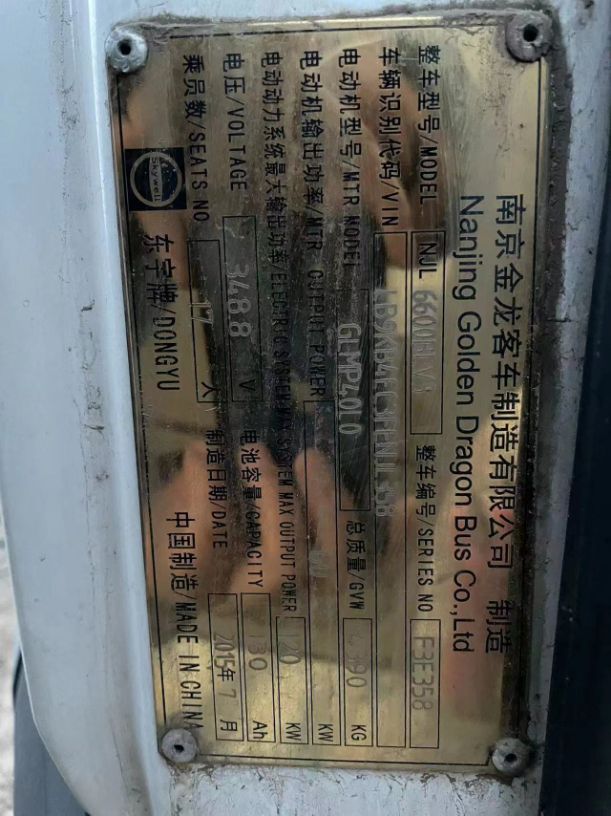 南京金龙客车制造有限公司 制造
Nanjing Golden Dragon Bus Co.,Ltd
整车型号/MODEL 整车编号/SERIES NO E3E358
车辆识别代码/VIN
电动机型号/MTR MODEL GLMP240L0 总质量/GVW KG
电动机输出功率/MTR OUTPUT POWER KW
电动动力系统最大输出功率/ELECTRIC SYSTEM MAX SYSTEM MAX OUTPUT POWER 120 KW
电压/VOLTAGE 348.8 V 电池容量/CAPACITY 130 Ah
乘员数/SEATS NO 17 人 制造日期/DATE 2015年 7 月
Skywell 东宇牌/DONGYU 中国制造/MADE IN CHINA